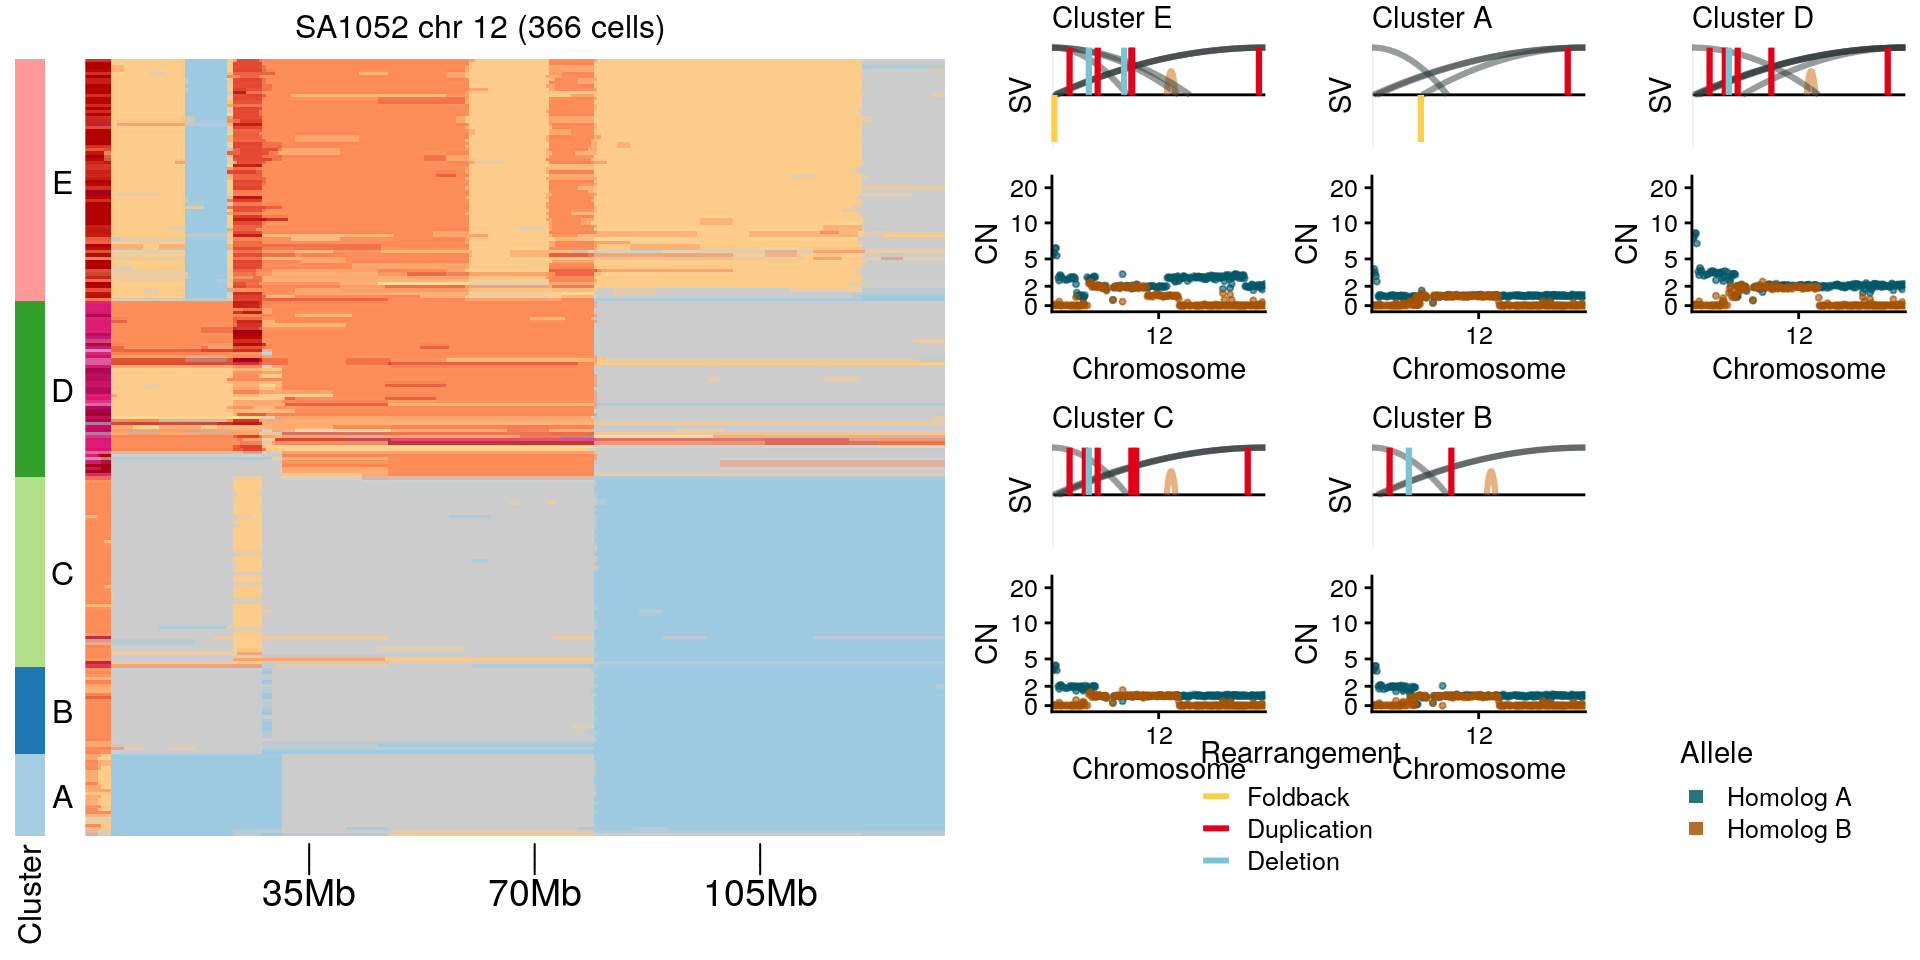 SA1052 chr 12 (366 cells)
E
D
C
B
A
Cluster
35Mb
70Mb
105Mb
Cluster E
SV
CN
20
10
5
2
0
12
Chromosome
Cluster A
SV
CN
20
10
5
2
0
12
Chromosome
Cluster D
SV
CN
20
10
5
2
0
12
Chromosome
Cluster C
SV
CN
20
10
5
2
0
12
Chromosome
Cluster B
SV
CN
20
10
5
2
0
12
Chromosome
Rearrangement
Foldback
Duplication
Deletion
Allele
Homolog A
Homolog B